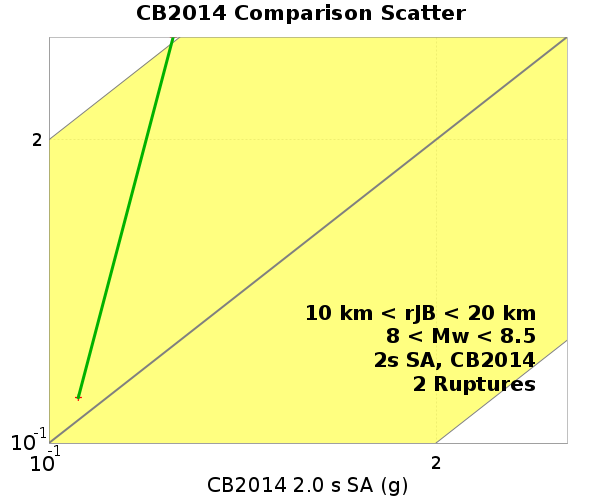 CB2014 Comparison Scatter
2
10 km < rJB < 20 km
8 < Mw < 8.5
2s SA, CB2014
2 Ruptures
10^-1
10^-1
2
CB2014 2.0 s SA (g)